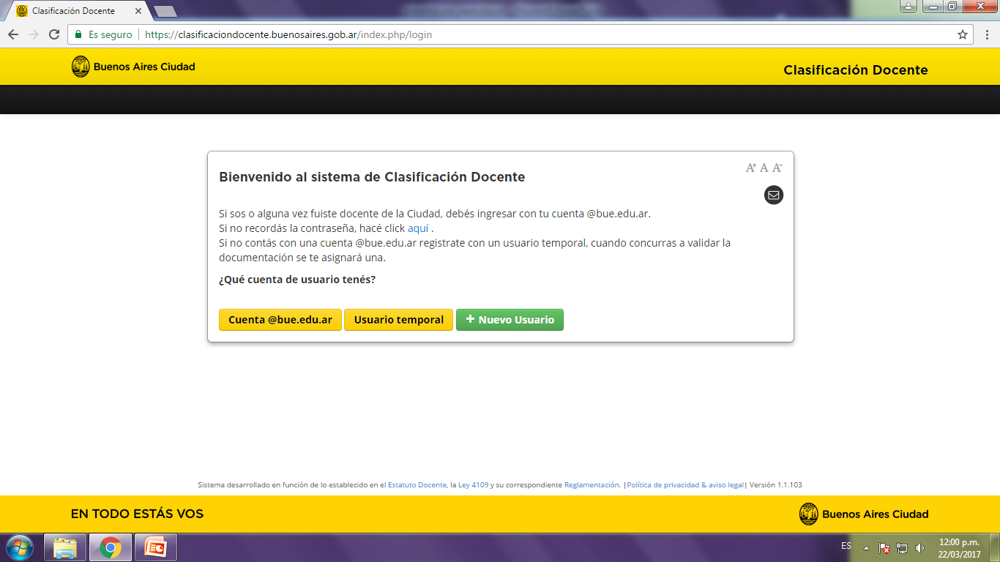 Clasificación Docente
Es seguro
https://clasificaciondocente.buenosaires.gob.ar/index.php/login
Buenos Aires Ciudad
Clasificación Docente
A+ A A-
Bienvenido al sistema de Clasificación Docente
Si sos o alguna vez fuiste docente de la Ciudad, debés ingresar con tu cuenta @bue.edu.ar.
Si no recordás la contraseña, hacé click aquí .
Si no contás con una cuenta @bue.edu.ar registrate con un usuario temporal, cuando concurras a validar la
documentación se te asignará una.
¿Qué cuenta de usuario tenés?
Cuenta @bue.edu.ar
Usuario temporal
+ Nuevo Usuario
Sistema desarrollado en función de lo establecido en el Estatuto Docente, la Ley 4109 y su correspondiente Reglamentación. |Política de privacidad & aviso legal| Versión 1.1.103
EN TODO ESTÁS VOS
Buenos Aires Ciudad
ES
12:00 p.m.
22/03/2017